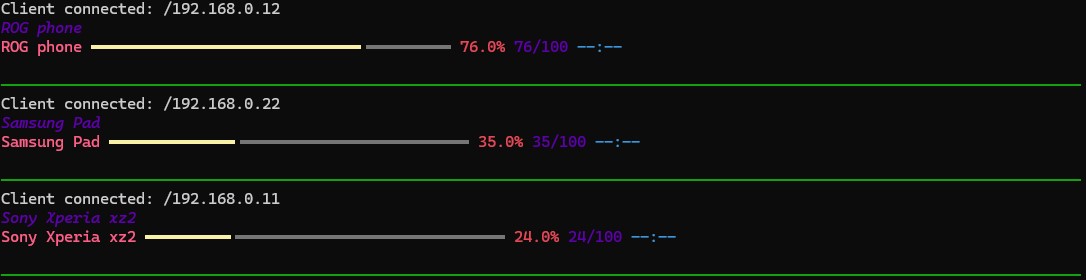 Client connected: /192.168.0.12
ROG phone
ROG phone 76.0% 76/100 --:--
Client connected: /192.168.0.22
Samsung Pad
Samsung Pad 35.0% 35/100 --:--
Client connected: /192.168.0.11
Sony Xperia xz2
Sony Xperia xz2 24.0% 24/100 --:--